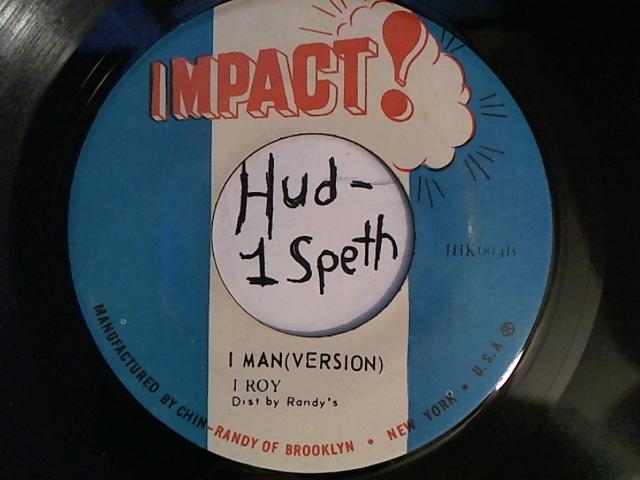 IMPACT!
Hud-
1 Speth
I MAN(VERSION)
I ROY
Dist by Randy's
MANUFACTURED BY CHIN-RANDY OF BROOKLYN • NEW YORK • U.S.A ®